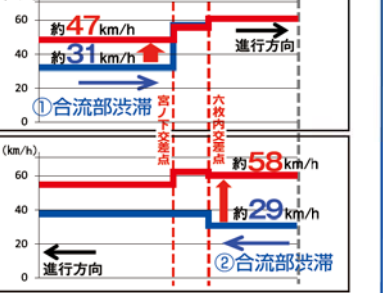 60
約47km/h
進行方向
40
約31km/h
20
①合流部渋滞
0
宮ノ下交差点
六枚内交差点
(km/h)
60
約58km/h
40
約29km/h
20
②合流部渋滞
0
進行方向